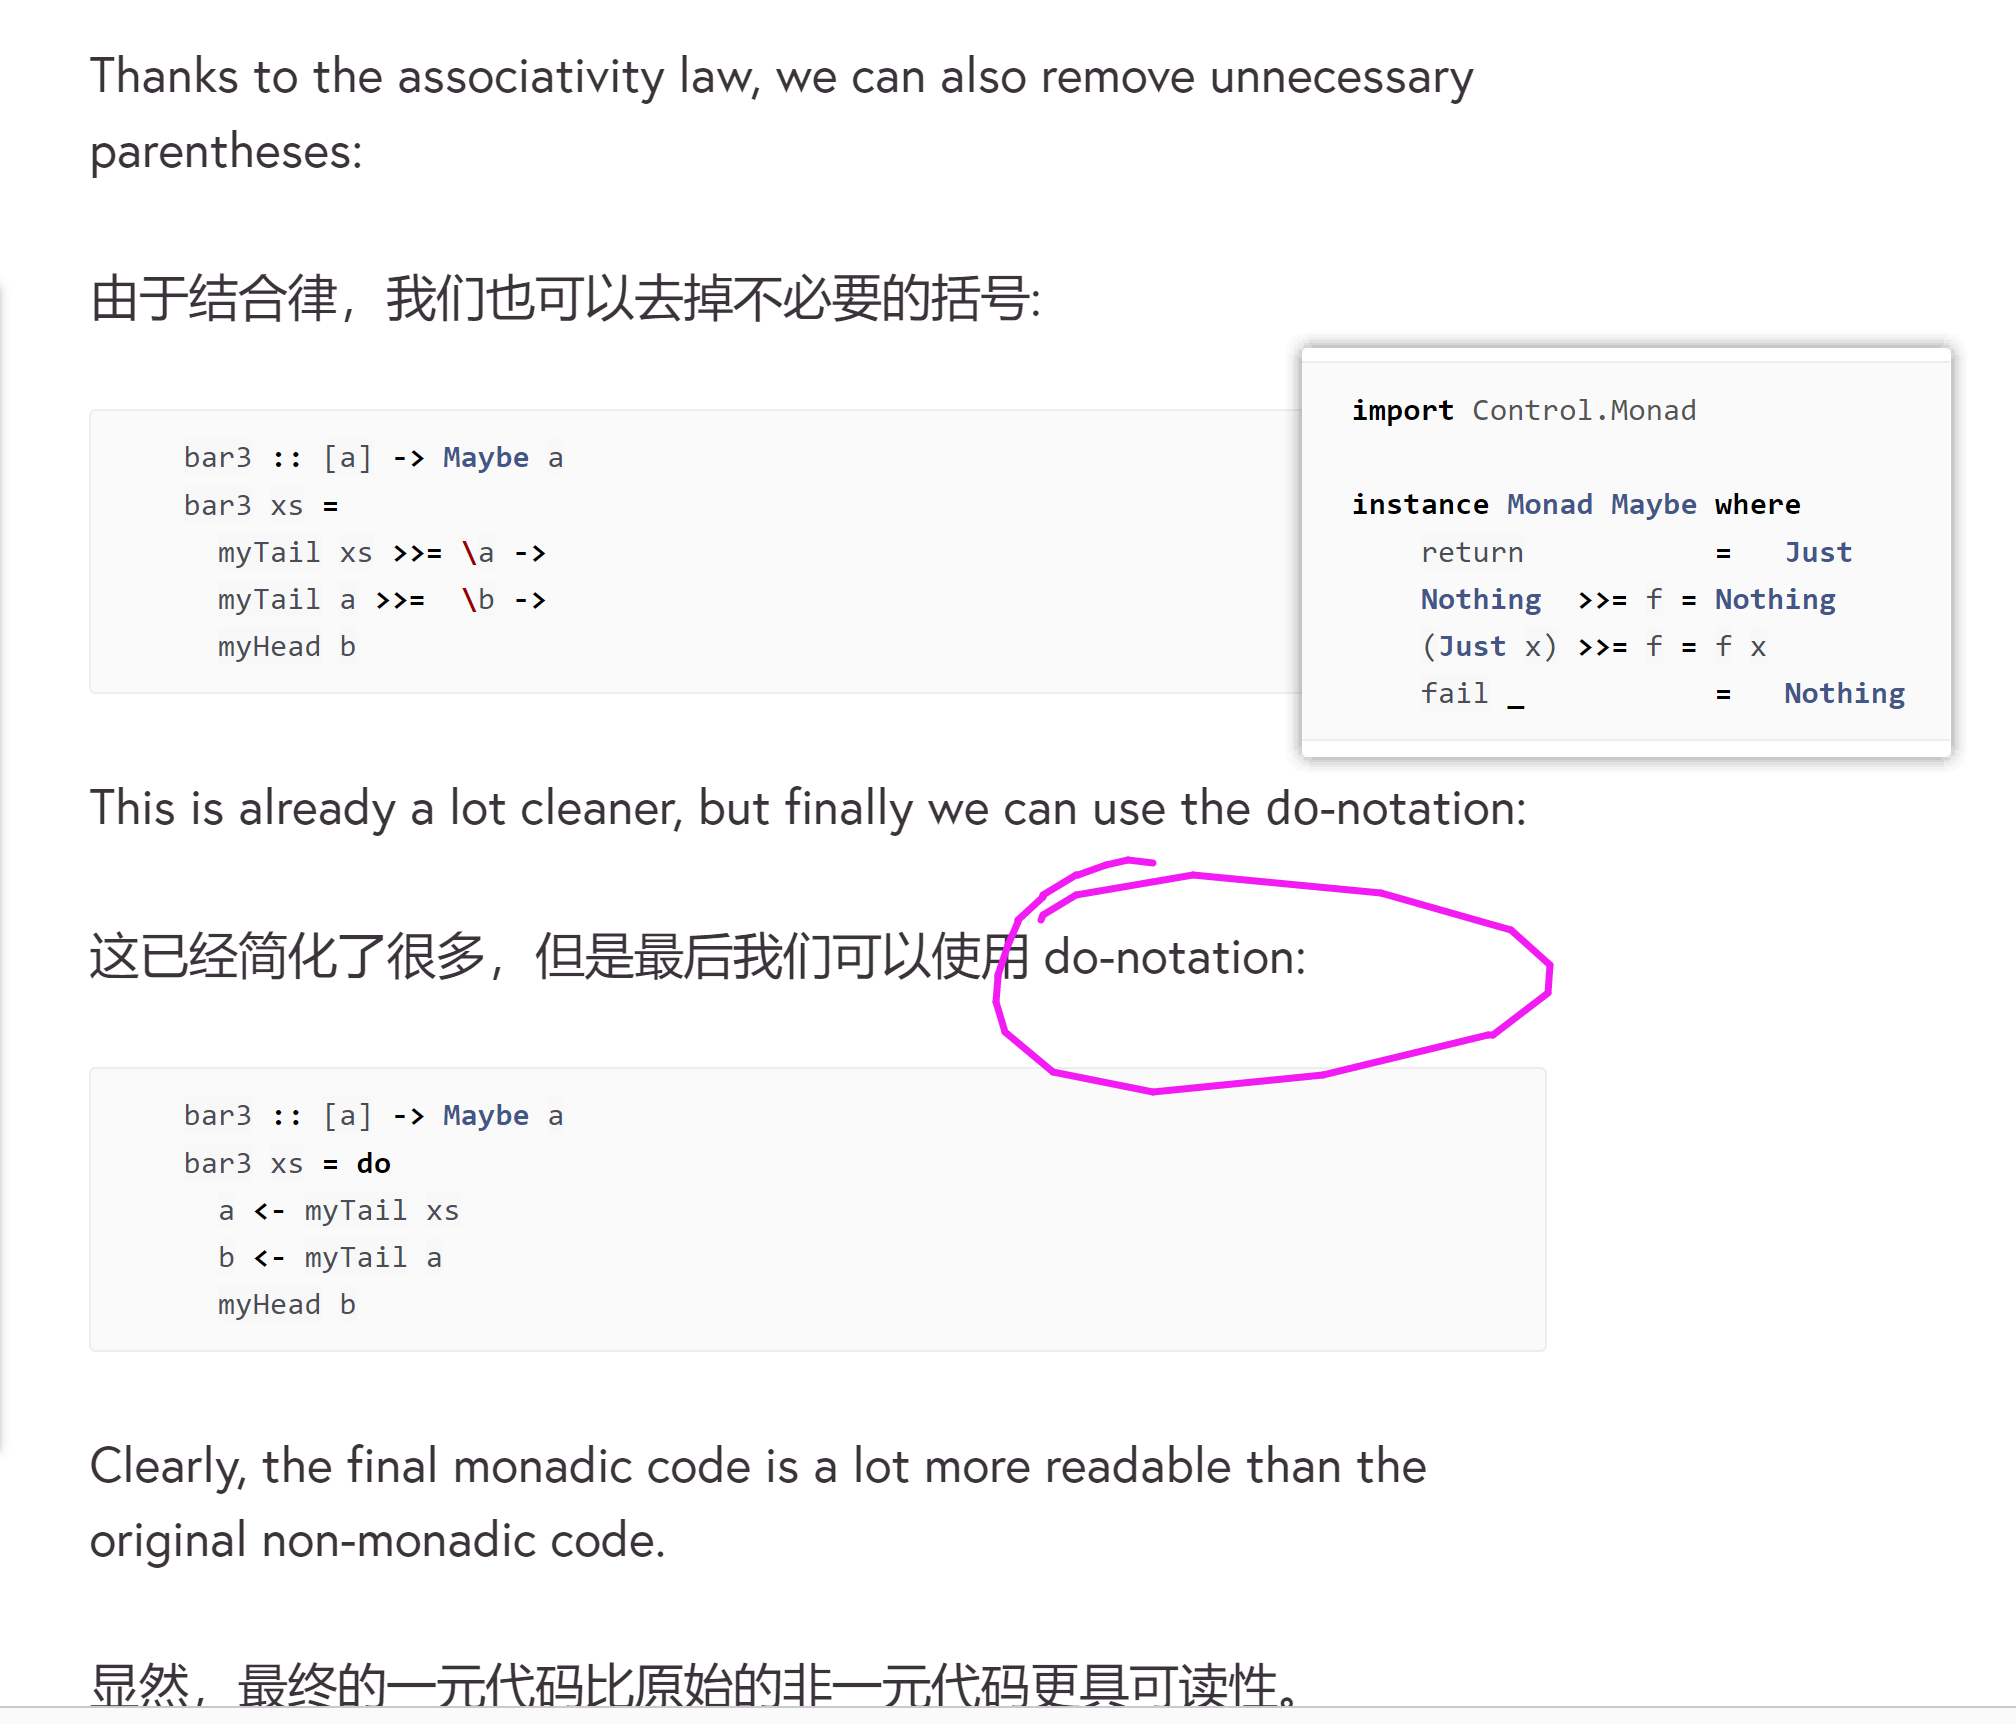 Thanks to the associativity law, we can also remove unnecessary
parentheses:
由于结合律，我们也可以去掉不必要的括号:
bar3 :: [a] -> Maybe a
bar3 xs =
  myTail xs >>= \a ->
  myTail a >>=  \b ->
  myHead b
import Control.Monad
instance Monad Maybe where
    return           =   Just
    Nothing  >>= f = Nothing
    (Just x) >>= f = f x
    fail _           =   Nothing
This is already a lot cleaner, but finally we can use the do-notation:
这已经简化了很多，但是最后我们可以使用 do-notation:
bar3 :: [a] -> Maybe a
bar3 xs = do
  a <- myTail xs
  b <- myTail a
  myHead b
Clearly, the final monadic code is a lot more readable than the
original non-monadic code.
显然，最终的一元代码比原始的非一元代码更具可读性。